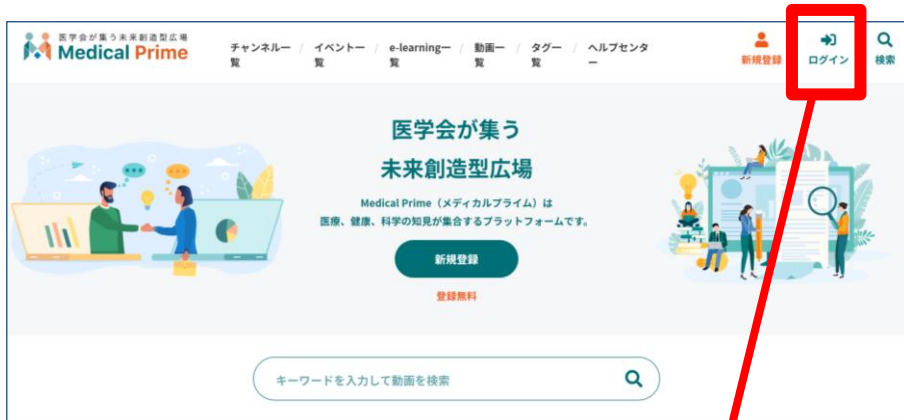 医学会が集う未来創造型広場
Medical Prime
チャンネル一覧 / イベント一覧 / e-learning一覧 / 動画一覧 / タグ一覧 / ヘルプセンター
新規登録 ログイン 検索
医学会が集う
未来創造型広場
Medical Prime（メディカルプライム）は
医療、健康、科学の知見が集合するプラットフォームです。
新規登録
登録無料
キーワードを入力して動画を検索